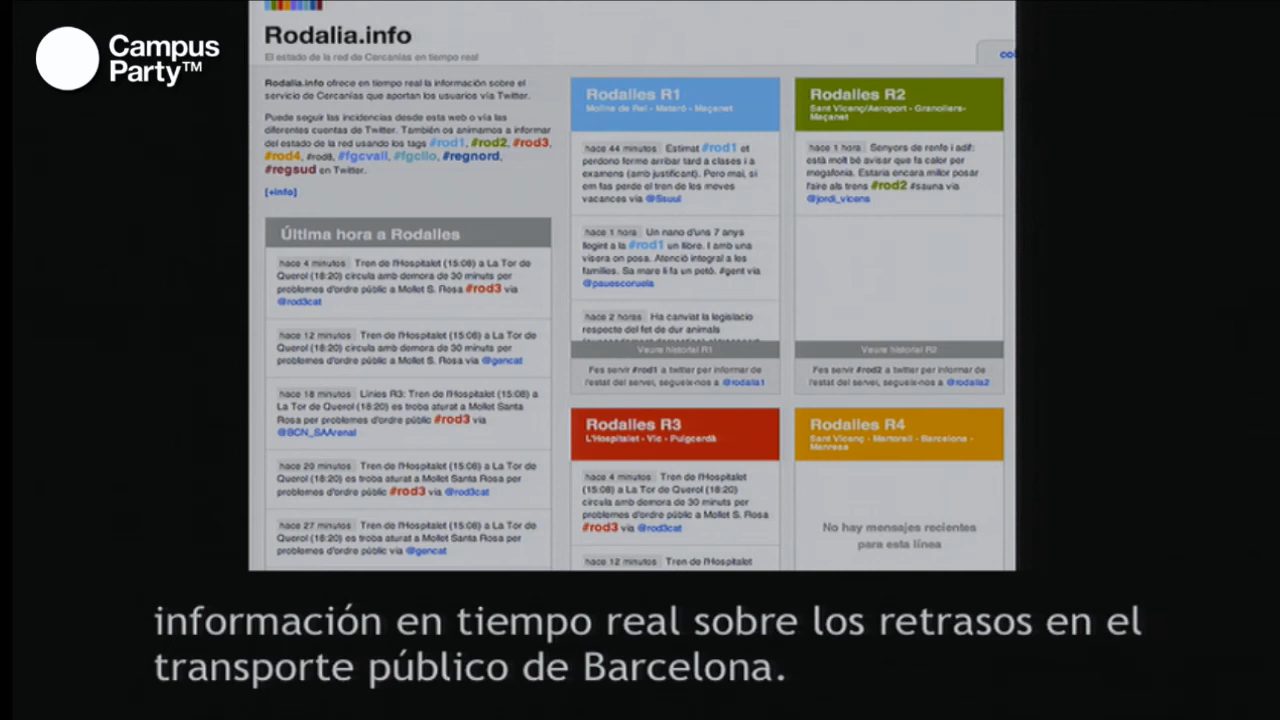 Campus
Party™
Rodalia.info
El estado de la red de Cercanías en tiempo real
Rodalia.info ofrece en tiempo real la información sobre el
servicio de Cercanías que aportan los usuarios vía Twitter.
Puede seguir las incidencias desde esta web o vía las
diferentes cuentas de Twitter. También os animamos a informar
del estado de la red usando los tags #rod1, #rod2, #rod3,
#rod4, #rod8, #fgcvall, #fgcllo, #regnord,
#regsud en Twitter.
[+info]
Última hora a Rodalies
hace 4 minutos Tren de l'Hospitalet (15:08) a La Tor de
Querol (18:20) circula amb demora de 30 minuts per
problemes d'ordre públic a Mollet S. Rosa #rod3 via
@rod3cat
hace 12 minutos Tren de l'Hospitalet (15:08) a La Tor de
Querol (18:20) circula amb demora de 30 minuts per
problemes d'ordre públic a Mollet S. Rosa via @gencat
hace 18 minutos Línies R3: Tren de l'Hospitalet (15:08) a
La Tor de Querol (18:20) es troba aturat a Mollet Santa
Rosa per problemes d'ordre públic #rod3 via
@BCN_SAArenal
hace 20 minutos Tren de l'Hospitalet (15:08) a La Tor de
Querol (18:20) es troba aturat a Mollet Santa Rosa per
problemes d'ordre públic #rod3 via @rod3cat
hace 27 minutos Tren de l'Hospitalet (15:08) a La Tor de
Querol (18:20) es troba aturat a Mollet Santa Rosa per
problemes d'ordre públic via @gencat
Rodalies R1
Molins de Rei - Mataró - Maçanet
hace 44 minutos Estimat #rod1 et
perdono ferme arribar tard a classes i a
examens (amb justificant). Pero mai, si
em fas perdre el tren de les meves
vacances via @Ssuul
hace 1 hora Un nano d'uns 7 anys
llegint a la #rod1 un llibre. I amb una
visera on posa. Atenció integral a les
famílies. Sa mare li fa un petó. #gent via
@pauescoruela
hace 2 horas Ha canviat la legislacio
respecte del fet de dur animals
Veure historial R1
Fes servir #rod1 a twitter per informar de
l'estat del servei, segueix-nos a @rodalia1
Rodalies R2
Sant Vicenç/Aeroport - Granollers-
Maçanet
hace 1 hora Senyors de renfe i adif:
està molt bé avisar que fa calor per
megafonia. Estaria encara millor posar
l'aire als trens #rod2 #sauna via
@jordi_vicens
Veure historial R2
Fes servir #rod2 a twitter per informar de
l'estat del servei, segueix-nos a @rodalia2
Rodalies R3
L'Hospitalet - Vic - Puigcerdà
hace 4 minutos Tren de l'Hospitalet
(15:08) a La Tor de Querol (18:20)
circula amb demora de 30 minuts per
problemes d'ordre públic a Mollet S. Rosa
#rod3 via @rod3cat
hace 12 minutos Tren de l'Hospitalet
Rodalies R4
Sant Vicenç - Martorell - Barcelona -
Manresa
No hay mensajes recientes
para esta línea
información en tiempo real sobre los retrasos en el
transporte público de Barcelona.